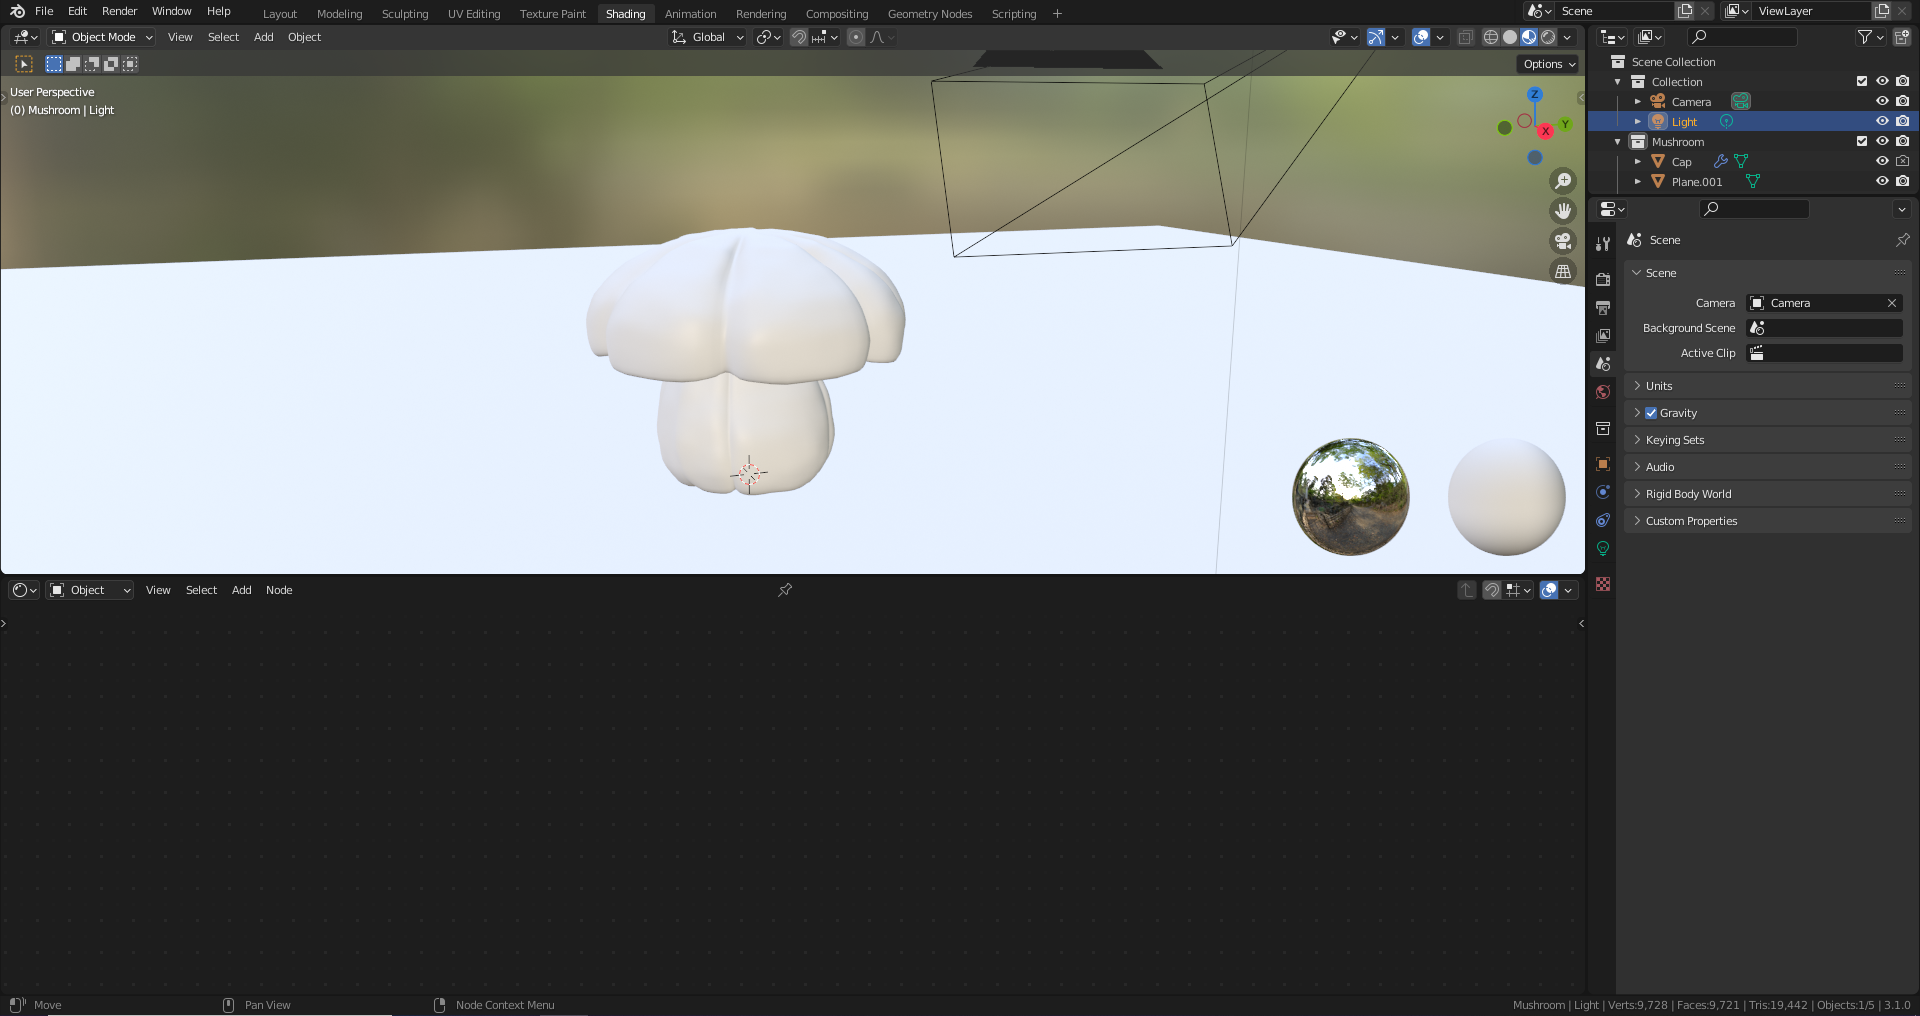 File Edit Render Window Help Layout Modeling Sculpting UV Editing Texture Paint Shading Animation Rendering Compositing Geometry Nodes Scripting + Scene ViewLayer
Object Mode View Select Add Object Global
Options
User Perspective
(0) Mushroom | Light
Z
X
Y
Scene Collection
Collection
Camera
Light
Mushroom
Cap
Plane.001
Scene
Scene
Camera Camera
Background Scene
Active Clip
Units
Gravity
Keying Sets
Audio
Rigid Body World
Custom Properties
Object View Select Add Node
Move Pan View Node Context Menu Mushroom | Light | Verts:9,728 | Faces:9,721 | Tris:19,442 | Objects:1/5 | 3.1.0